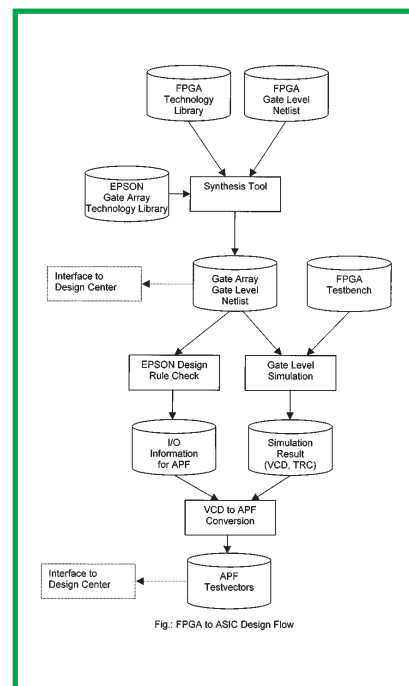 FPGA
Technology
Library
FPGA
Gate Level
Netlist
EPSON
Gate Array
Technology Library
Synthesis Tool
Interface to
Design Center
Gate Array
Gate Level
Netlist
FPGA
Testbench
EPSON Design
Rule Check
Gate Level
Simulation
I/O
Information
for APF
Simulation
Result
(VCD, TRC)
VCD to APF
Conversion
Interface to
Design Center
APF
Testvectors
Fig.: FPGA to ASIC Design Flow